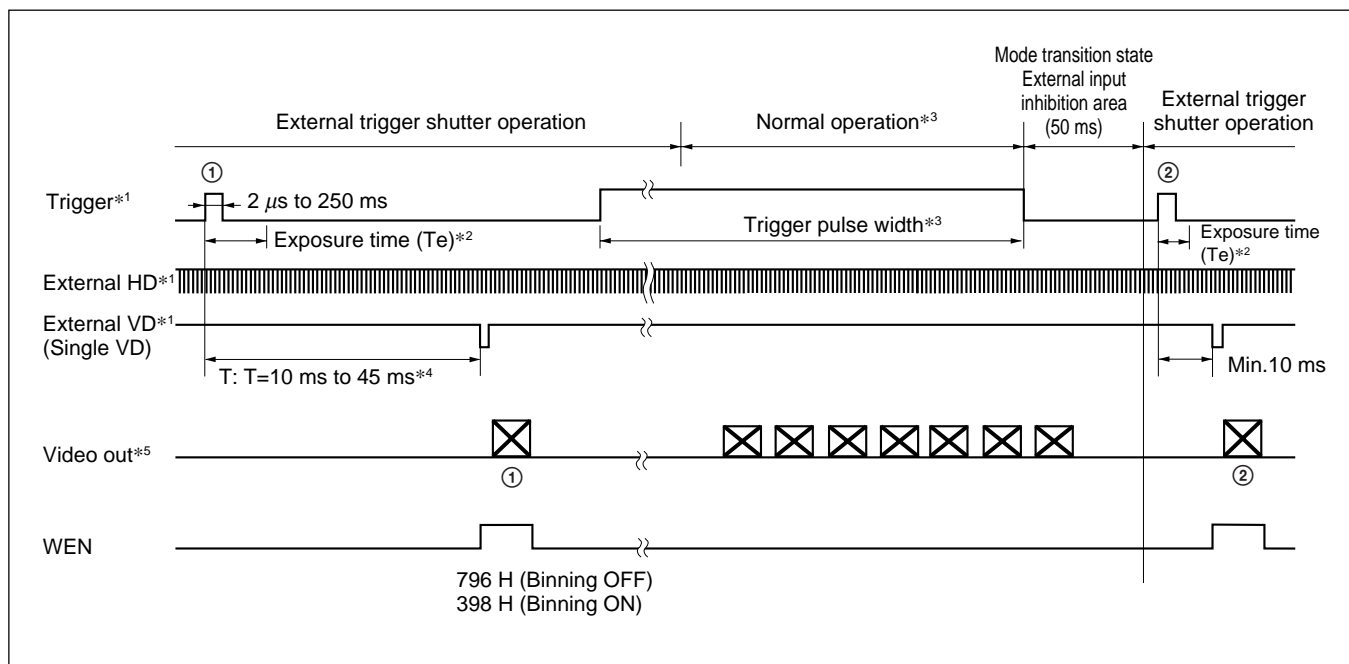 Mode transition state
External input
inhibition area
(50 ms)
External trigger shutter operation
Normal operation*3
External trigger
shutter operation
①
②
Trigger*1
2 μs to 250 ms
Exposure time (Te)*2
Trigger pulse width*3
Exposure time
(Te)*2
External HD*1
External VD*1
(Single VD)
T: T=10 ms to 45 ms*4
Min.10 ms
Video out*5
①
②
WEN
796 H (Binning OFF)
398 H (Binning ON)